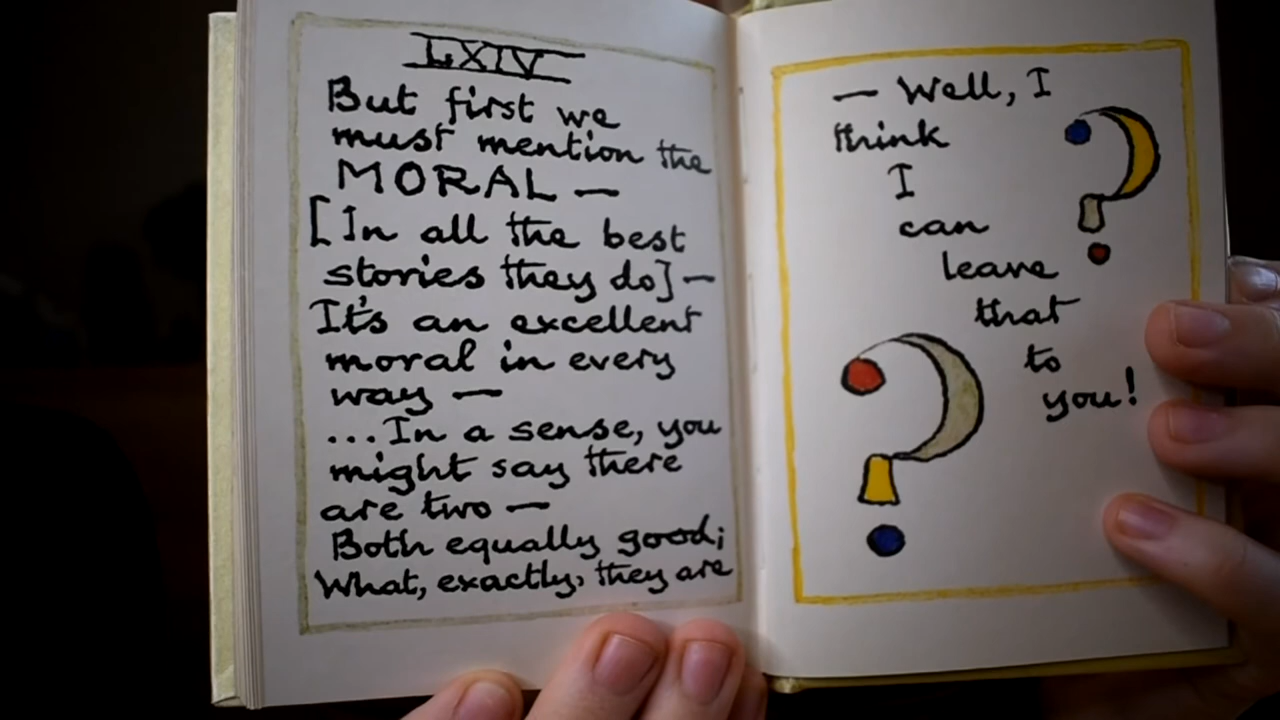 LXIV
But first we
must mention the
MORAL —
[In all the best
stories they do] —
It's an excellent
moral in every
way —
...In a sense, you
might say there
are two —
Both equally good;
What, exactly, they are
— Well, I
think
I
can
leave
that
to
you!